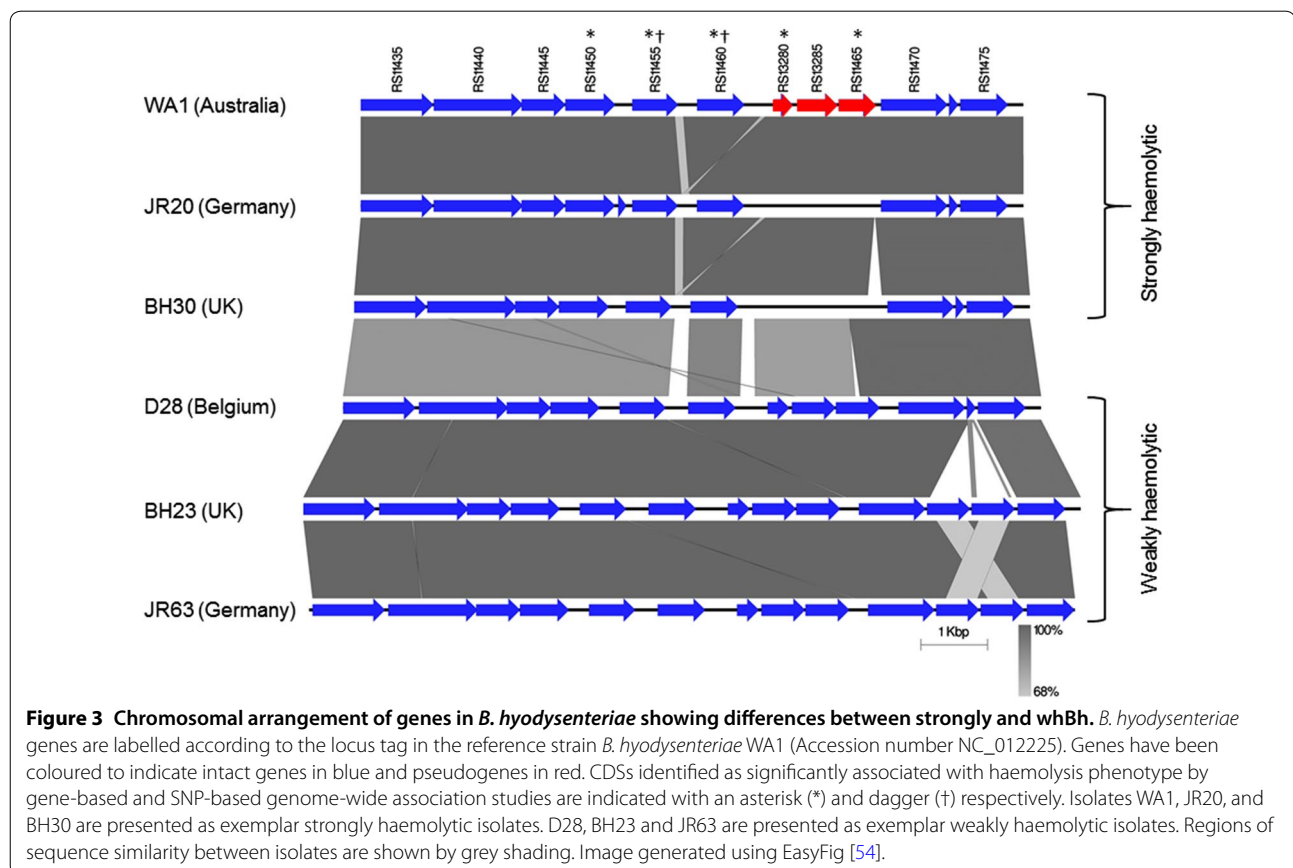 * *† *† * *
RS11435 RS11440 RS11445 RS11450 RS11455 RS11460 RS13280 RS13285 RS11465 RS11470 RS11475
WA1 (Australia)
JR20 (Germany)
BH30 (UK)
Strongly haemolytic
D28 (Belgium)
BH23 (UK)
JR63 (Germany)
Weakly haemolytic
1 Kbp
100%
68%
Figure 3 Chromosomal arrangement of genes in B. hyodysenteriae showing differences between strongly and whBh. B. hyodysenteriae
genes are labelled according to the locus tag in the reference strain B. hyodysenteriae WA1 (Accession number NC_012225). Genes have been
coloured to indicate intact genes in blue and pseudogenes in red. CDSs identified as significantly associated with haemolysis phenotype by
gene-based and SNP-based genome-wide association studies are indicated with an asterisk (*) and dagger (†) respectively. Isolates WA1, JR20, and
BH30 are presented as exemplar strongly haemolytic isolates. D28, BH23 and JR63 are presented as exemplar weakly haemolytic isolates. Regions of
sequence similarity between isolates are shown by grey shading. Image generated using EasyFig [54].